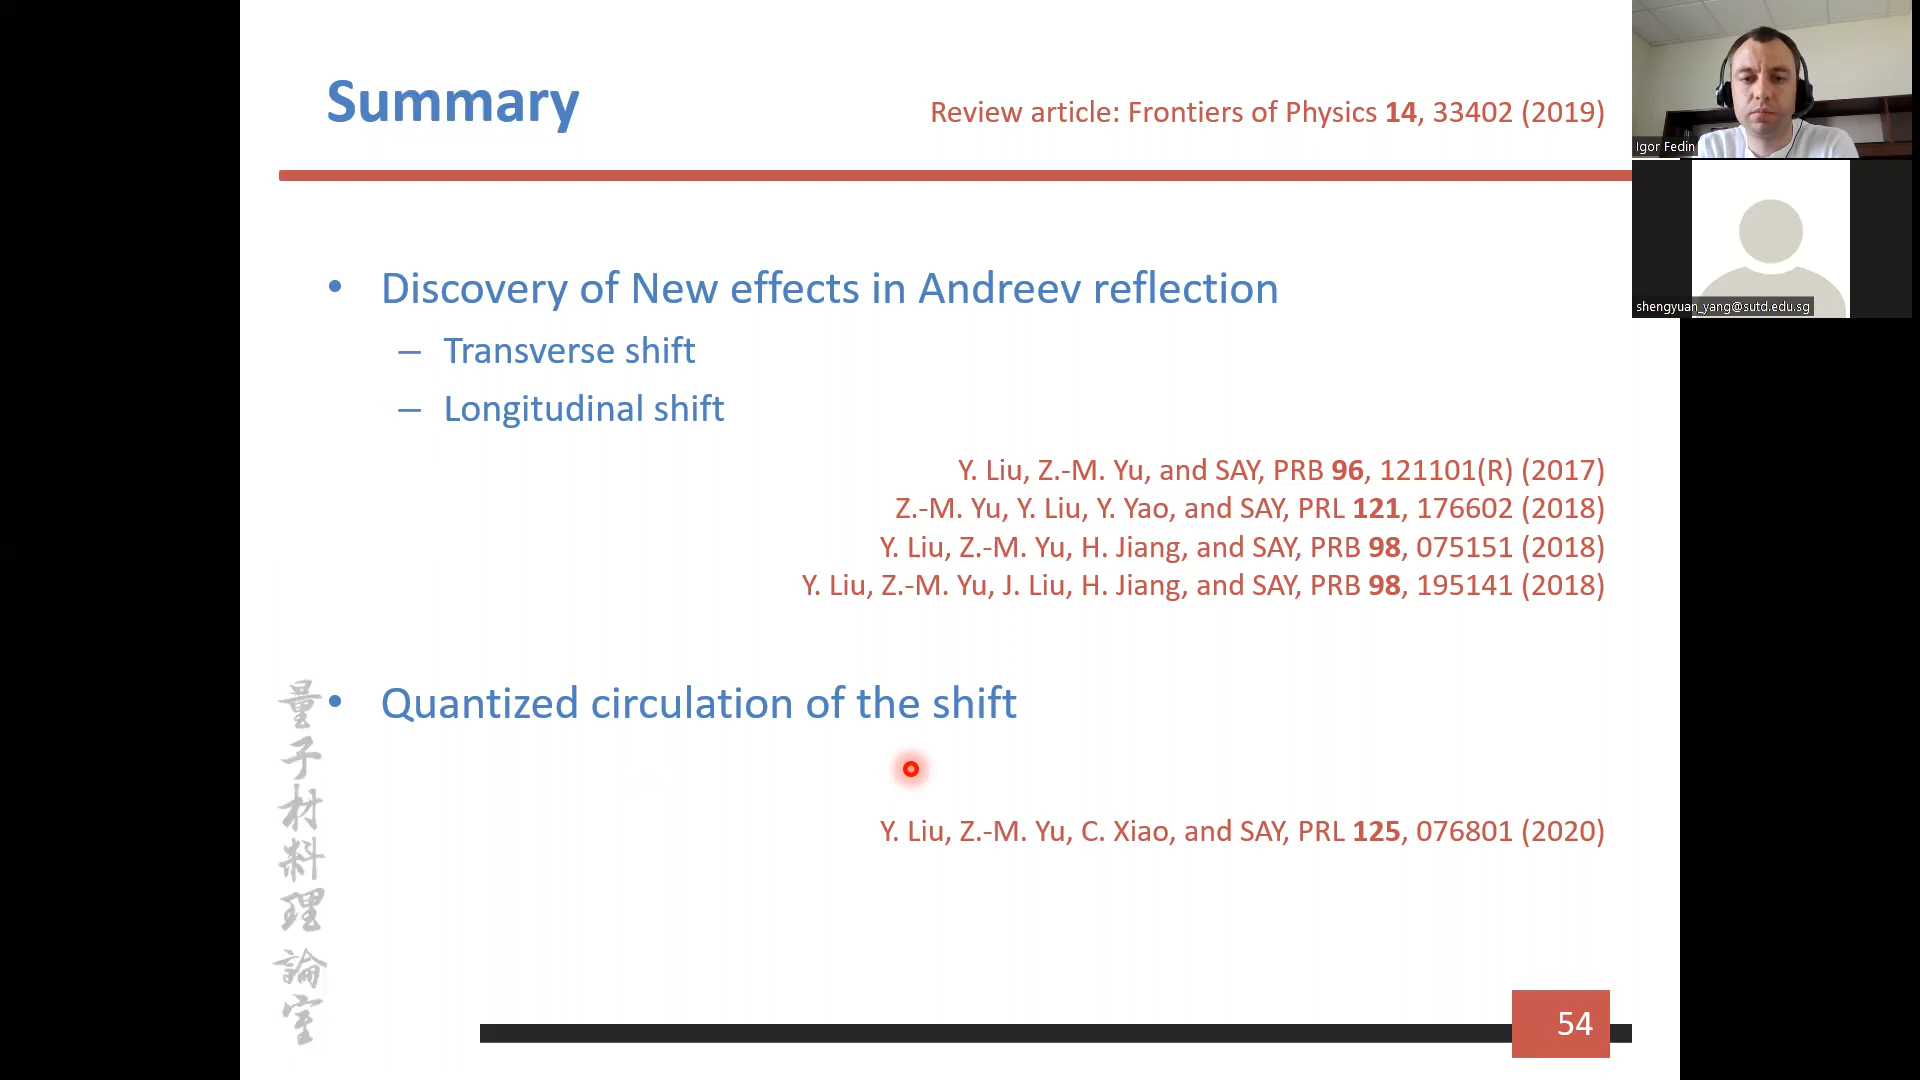 Summary
Review article: Frontiers of Physics 14, 33402 (2019)
• Discovery of New effects in Andreev reflection
– Transverse shift
– Longitudinal shift
Y. Liu, Z.-M. Yu, and SAY, PRB 96, 121101(R) (2017)
Z.-M. Yu, Y. Liu, Y. Yao, and SAY, PRL 121, 176602 (2018)
Y. Liu, Z.-M. Yu, H. Jiang, and SAY, PRB 98, 075151 (2018)
Y. Liu, Z.-M. Yu, J. Liu, H. Jiang, and SAY, PRB 98, 195141 (2018)
• Quantized circulation of the shift
Y. Liu, Z.-M. Yu, C. Xiao, and SAY, PRL 125, 076801 (2020)
量子材料理論室
54
Igor Fedin
shengyuan_yang@sutd.edu.sg